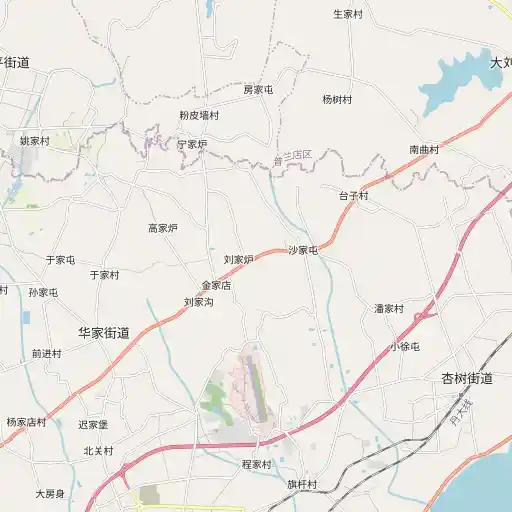 生家村
平街道
大刘
房家屯
杨树村
粉皮墙村
姚家村
宁家炉
南曲村
普兰店区
台子村
高家炉
沙家屯
于家屯
刘家炉
于家村
金家店
村
孙家屯
刘家沟
潘家村
华家街道
小徐屯
前进村
杏树街道
丹大线
杨家店村
迟家堡
北关村
程家村
旗杆村
大房身